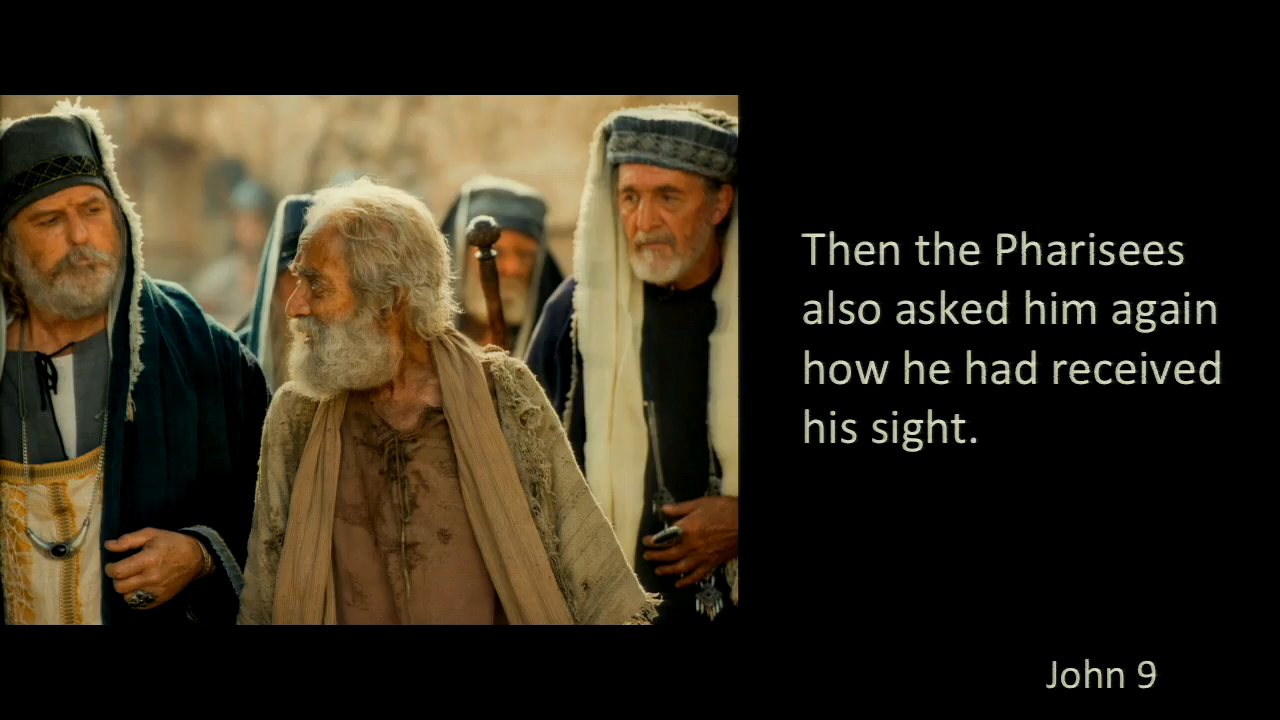 Then the Pharisees
also asked him again
how he had received
his sight.
John 9